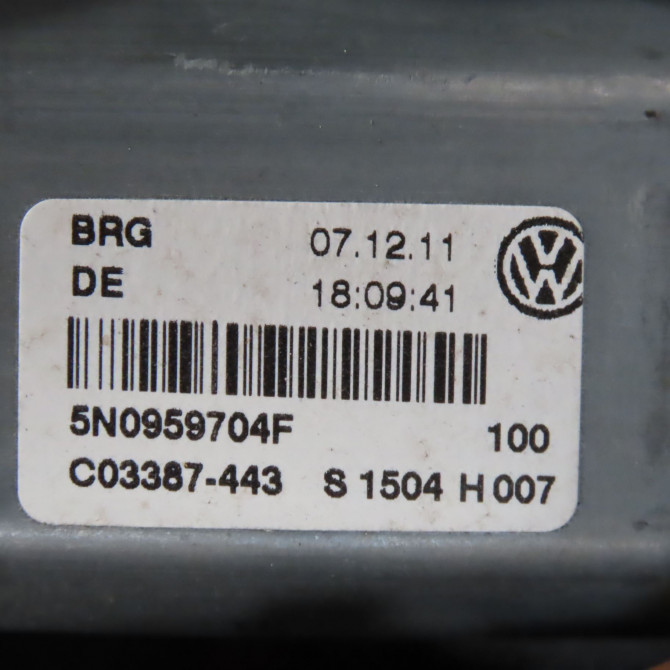 BRG 07.12.11
DE 18:09:41
5N0959704F 100
C03387-443 S 1504 H 007